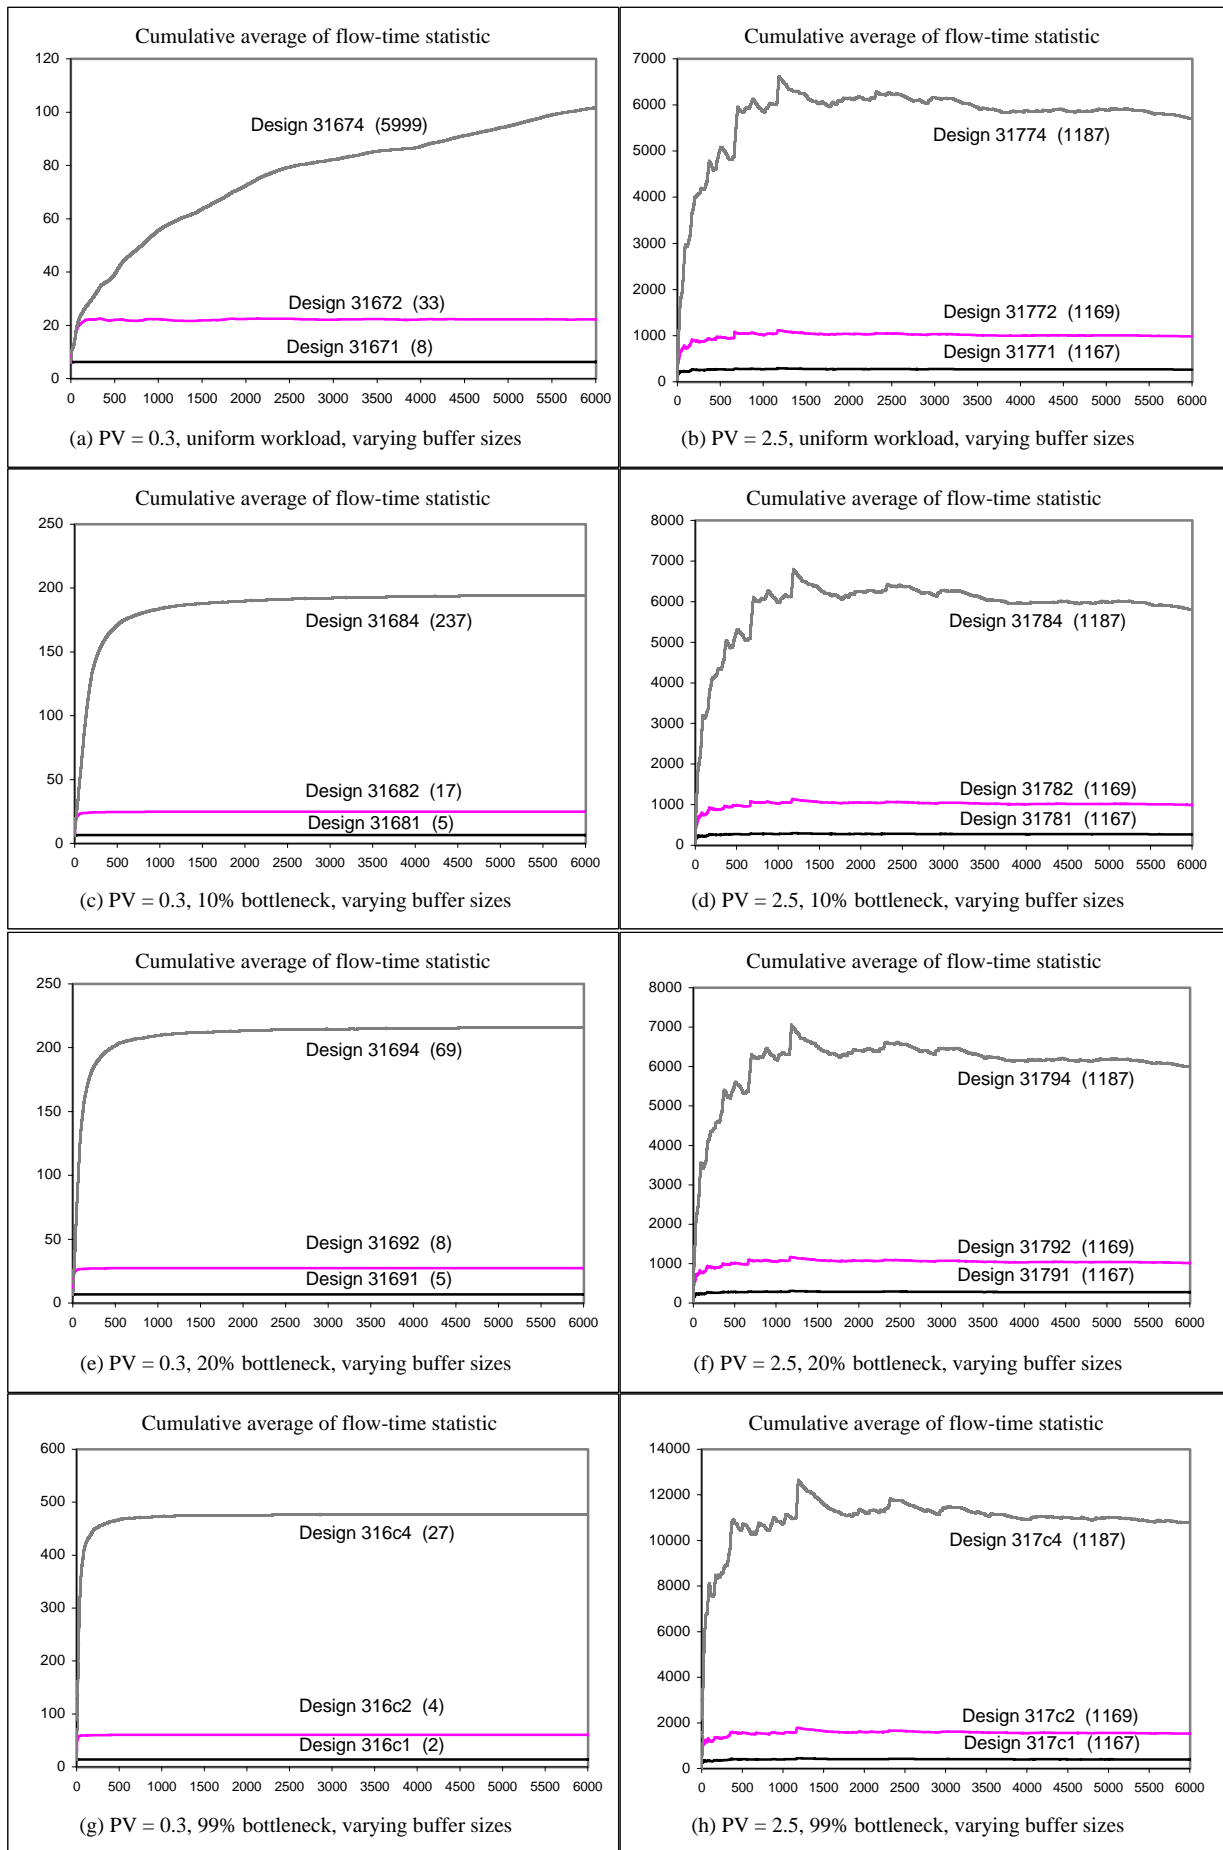 Cumulative average of flow-time statistic
120
100
80
60
40
20
0
Design 31674 (5999)
Design 31672 (33)
Design 31671 (8)
0 500 1000 1500 2000 2500 3000 3500 4000 4500 5000 5500 6000
(a) PV = 0.3, uniform workload, varying buffer sizes
Cumulative average of flow-time statistic
7000
6000
5000
4000
3000
2000
1000
0
Design 31774 (1187)
Design 31772 (1169)
Design 31771 (1167)
0 500 1000 1500 2000 2500 3000 3500 4000 4500 5000 5500 6000
(b) PV = 2.5, uniform workload, varying buffer sizes
Cumulative average of flow-time statistic
250
200
150
100
50
0
Design 31684 (237)
Design 31682 (17)
Design 31681 (5)
0 500 1000 1500 2000 2500 3000 3500 4000 4500 5000 5500 6000
(c) PV = 0.3, 10% bottleneck, varying buffer sizes
Cumulative average of flow-time statistic
8000
7000
6000
5000
4000
3000
2000
1000
0
Design 31784 (1187)
Design 31782 (1169)
Design 31781 (1167)
0 500 1000 1500 2000 2500 3000 3500 4000 4500 5000 5500 6000
(d) PV = 2.5, 10% bottleneck, varying buffer sizes
Cumulative average of flow-time statistic
250
200
150
100
50
0
Design 31694 (69)
Design 31692 (8)
Design 31691 (5)
0 500 1000 1500 2000 2500 3000 3500 4000 4500 5000 5500 6000
(e) PV = 0.3, 20% bottleneck, varying buffer sizes
Cumulative average of flow-time statistic
8000
7000
6000
5000
4000
3000
2000
1000
0
Design 31794 (1187)
Design 31792 (1169)
Design 31791 (1167)
0 500 1000 1500 2000 2500 3000 3500 4000 4500 5000 5500 6000
(f) PV = 2.5, 20% bottleneck, varying buffer sizes
Cumulative average of flow-time statistic
600
500
400
300
200
100
0
Design 316c4 (27)
Design 316c2 (4)
Design 316c1 (2)
0 500 1000 1500 2000 2500 3000 3500 4000 4500 5000 5500 6000
(g) PV = 0.3, 99% bottleneck, varying buffer sizes
Cumulative average of flow-time statistic
14000
12000
10000
8000
6000
4000
2000
0
Design 317c4 (1187)
Design 317c2 (1169)
Design 317c1 (1167)
0 500 1000 1500 2000 2500 3000 3500 4000 4500 5000 5500 6000
(h) PV = 2.5, 99% bottleneck, varying buffer sizes